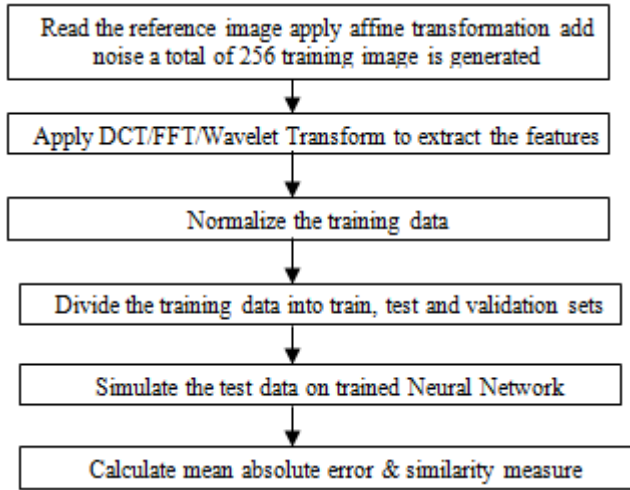 Read the reference image apply affine transformation add
noise a total of 256 training image is generated
Apply DCT/FFT/Wavelet Transform to extract the features
Normalize the training data
Divide the training data into train, test and validation sets
Simulate the test data on trained Neural Network
Calculate mean absolute error & similarity measure